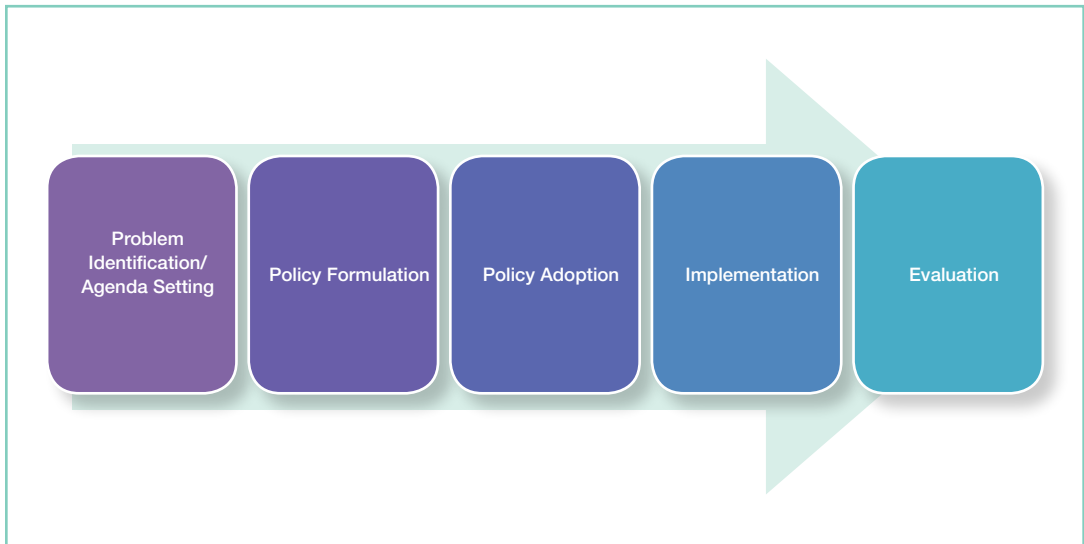 Problem
Identification/
Agenda Setting
Policy Formulation
Policy Adoption
Implementation
Evaluation